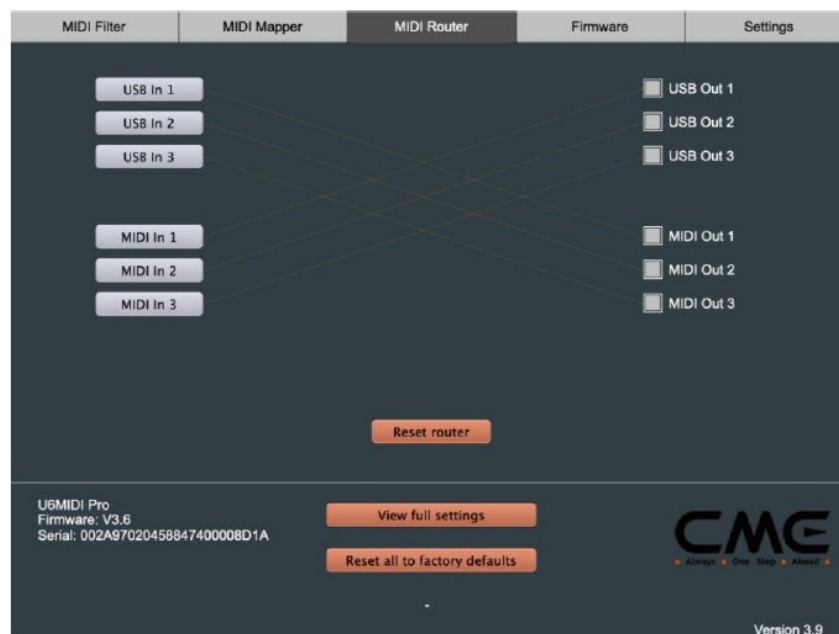 MIDI Filter MIDI Mapper MIDI Router Firmware Settings
USB In 1 USB Out 1
USB In 2 USB Out 2
USB In 3 USB Out 3
MIDI In 1 MIDI Out 1
MIDI In 2 MIDI Out 2
MIDI In 3 MIDI Out 3
Reset router
U6MIDI Pro
Firmware: V3.6
Serial: 002A97020458847400008D1A
View full settings
Reset all to factory defaults
CME
Always One Step Ahead
-
Version 3.9